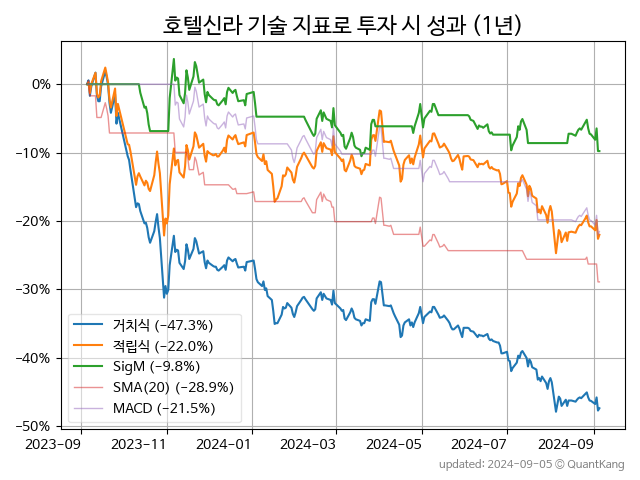 호텔신라 기술 지표로 투자 시 성과 (1년)
0%
−10%
−20%
−30%
−40%
−50%
거치식 (−47.3%)
적립식 (−22.0%)
SigM (−9.8%)
SMA(20) (−28.9%)
MACD (−21.5%)
2023-09 2023-11 2024-01 2024-03 2024-05 2024-07 2024-09
updated: 2024-09-05 © QuantKang